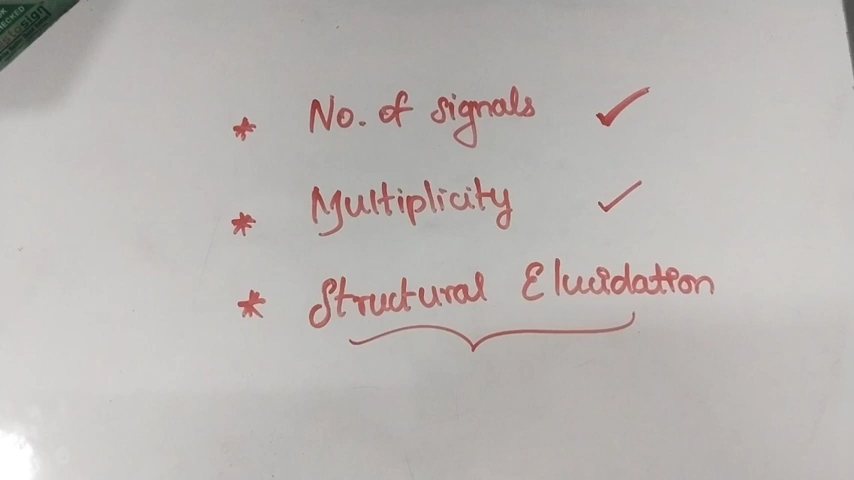 * No. of signals ✓
* Multiplicity ✓
* Structural Elucidation